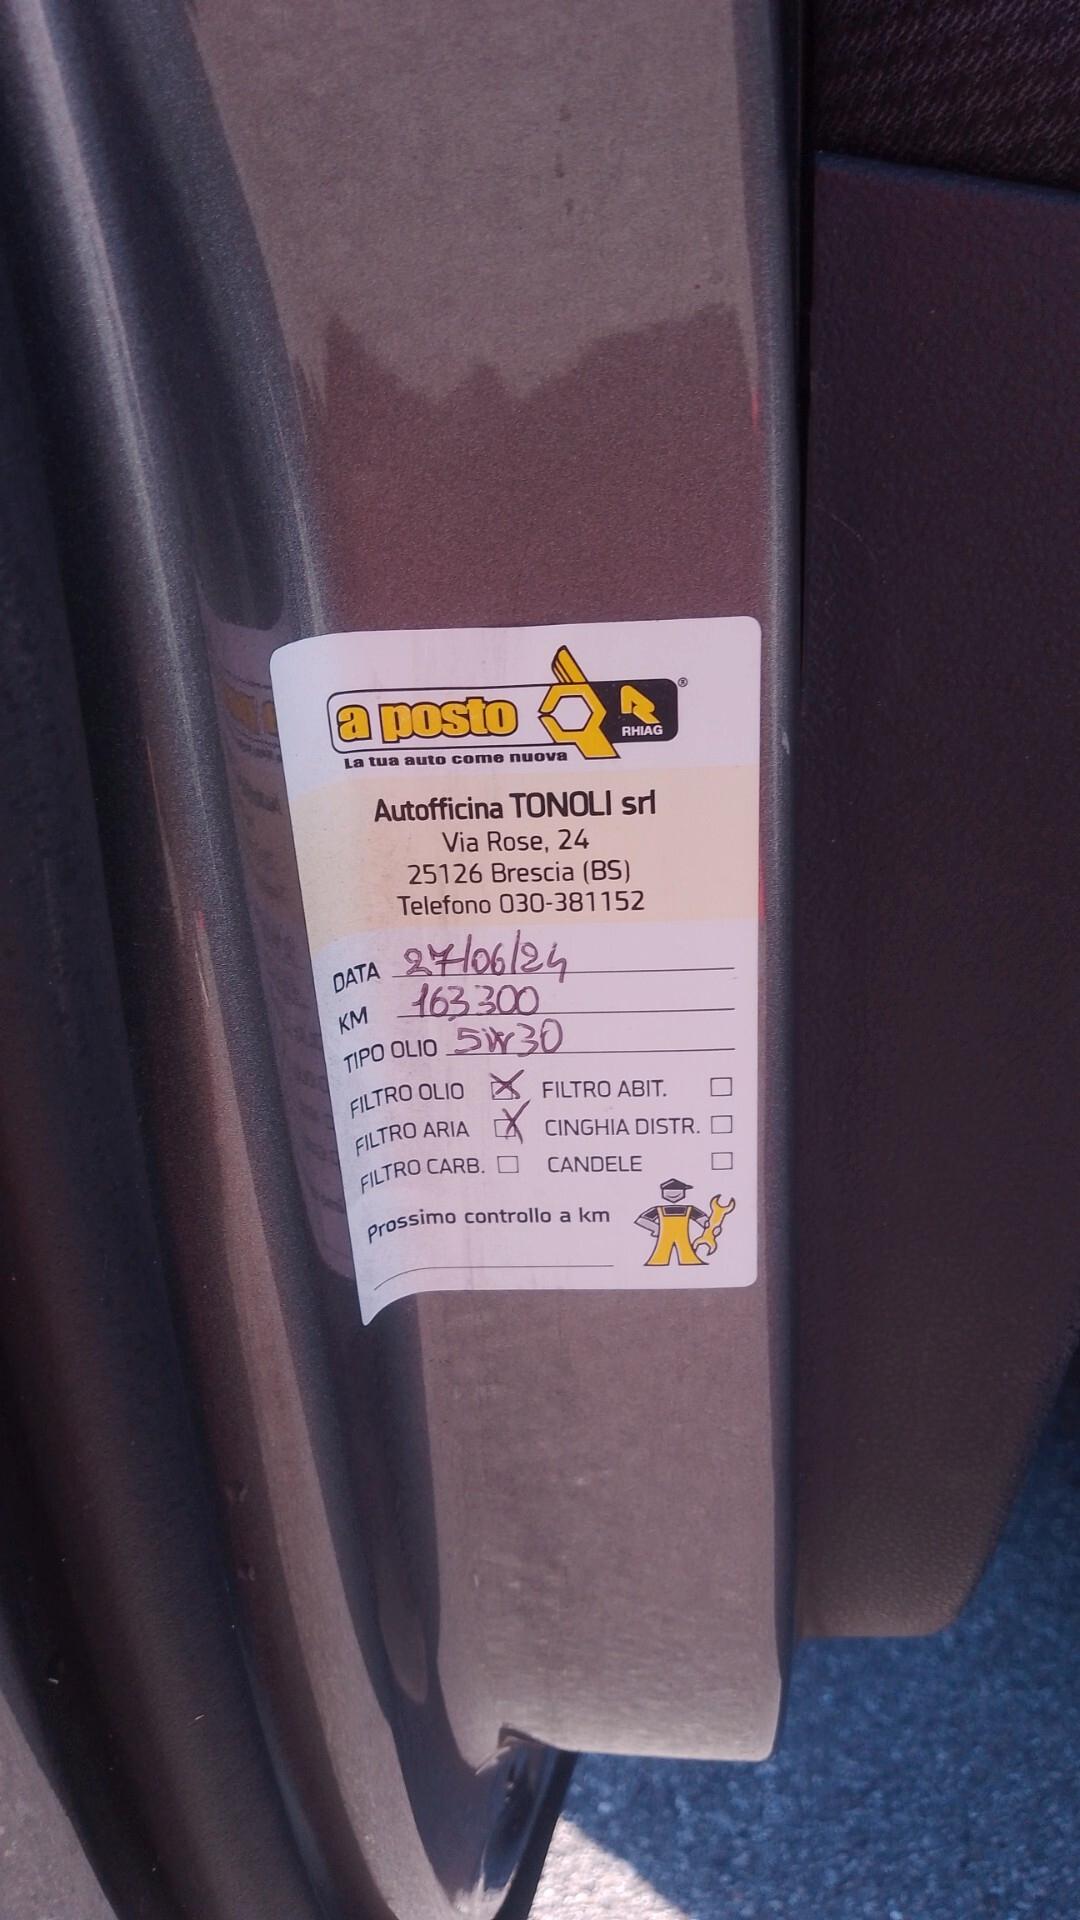 a posto RHIAG ®
La tua auto come nuova
Autofficina TONOLI srl
Via Rose, 24
25126 Brescia (BS)
Telefono 030-381152
DATA 27/06/24
KM 163300
TIPO OLIO 5W30
FILTRO OLIO FILTRO ABIT.
FILTRO ARIA CINGHIA DISTR.
FILTRO CARB. CANDELE
Prossimo controllo a km